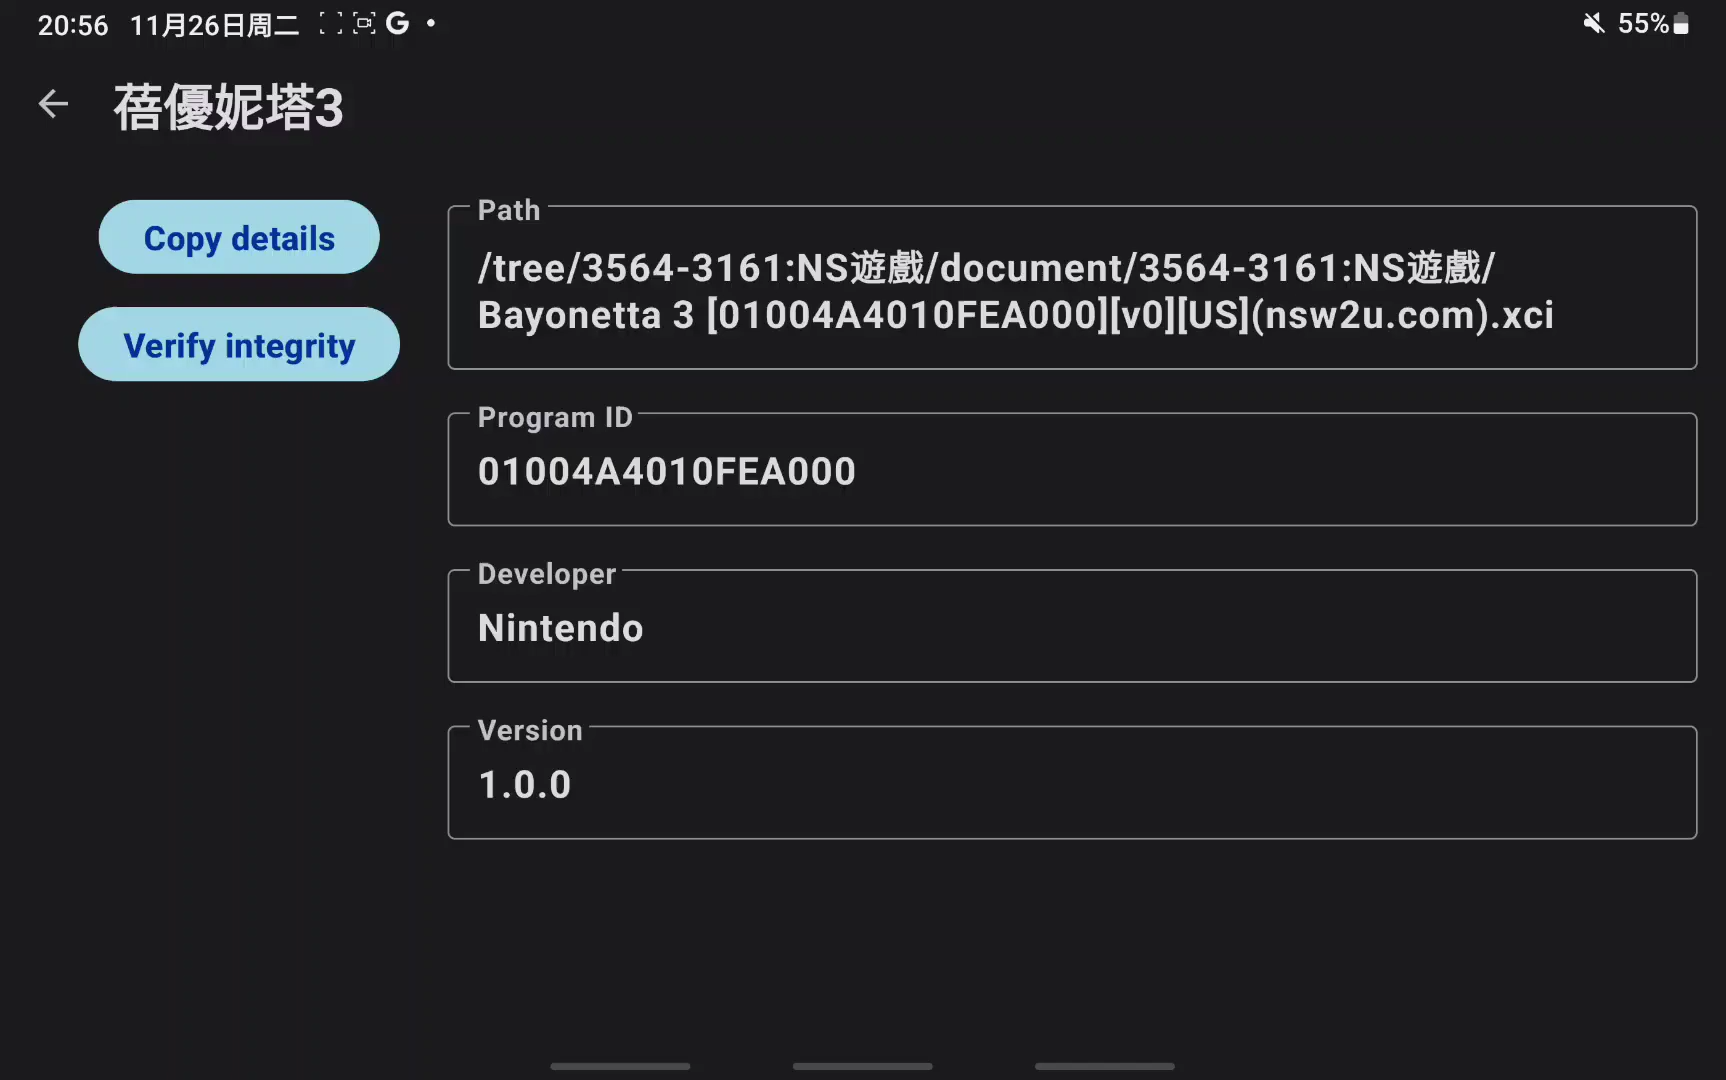 20:56 11月26日周二 G
55%
蓓優妮塔3
Copy details
Verify integrity
Path
/tree/3564-3161:NS遊戲/document/3564-3161:NS遊戲/
Bayonetta 3 [01004A4010FEA000][v0][US](nsw2u.com).xci
Program ID
01004A4010FEA000
Developer
Nintendo
Version
1.0.0